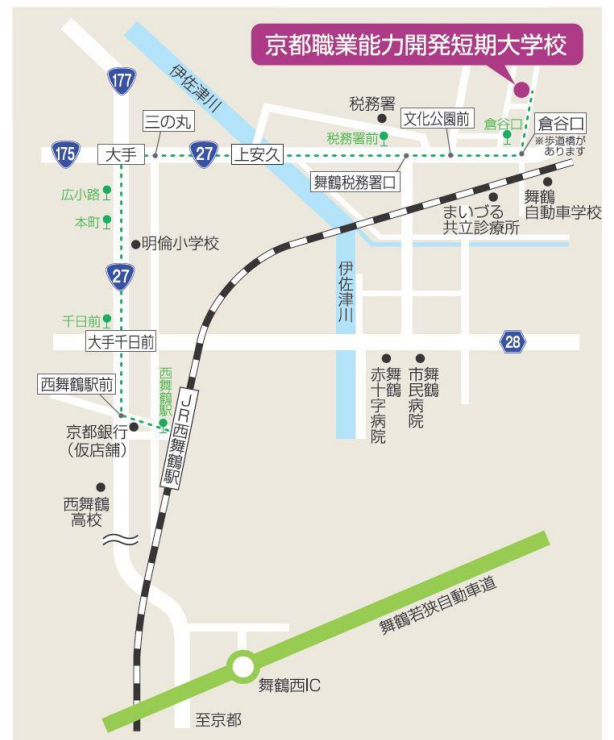 京都職業能力開発短期大学校
177
伊佐津川
税務署
文化公園前
倉谷口
倉谷口
※歩道橋が
あります
三の丸
税務署前
175
大手
27
上安久
舞鶴税務署口
広小路
本町
明倫小学校
まいづる
共立診療所
舞鶴
自動車学校
27
伊佐津川
千日前
大手千日前
28
西舞鶴駅前
西舞鶴駅
JR西舞鶴駅
舞鶴
赤十字病院
舞鶴
市民病院
京都銀行
（仮店舗）
西舞鶴
高校
舞鶴若狭自動車道
舞鶴西IC
至京都